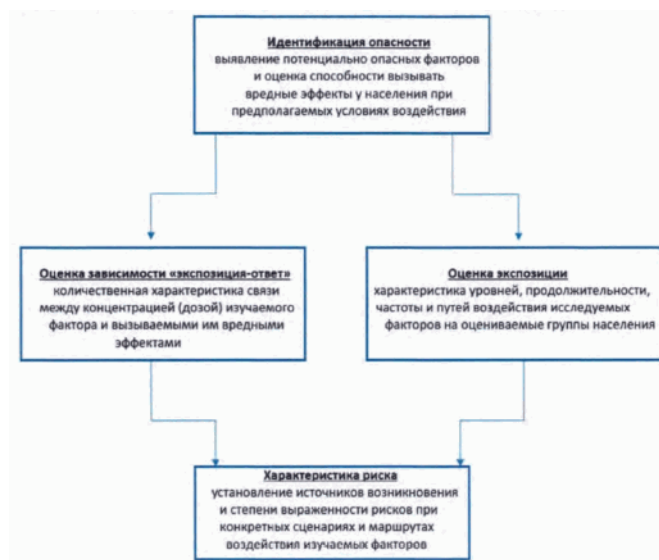 Идентификация опасности
выявление потенциально опасных факторов
и оценка способности вызывать
вредные эффекты у населения при
предполагаемых условиях воздействия
Оценка зависимости «экспозиция-ответ»
количественная характеристика связи
между концентрацией (дозой) изучаемого
фактора и вызываемыми им вредными
эффектами
Оценка экспозиции
характеристика уровней, продолжительности,
частоты и путей воздействия исследуемых
факторов на оцениваемые группы населения
Характеристика риска
установление источников возникновения
и степени выраженности рисков при
конкретных сценариях и маршрутах
воздействия изучаемых факторов